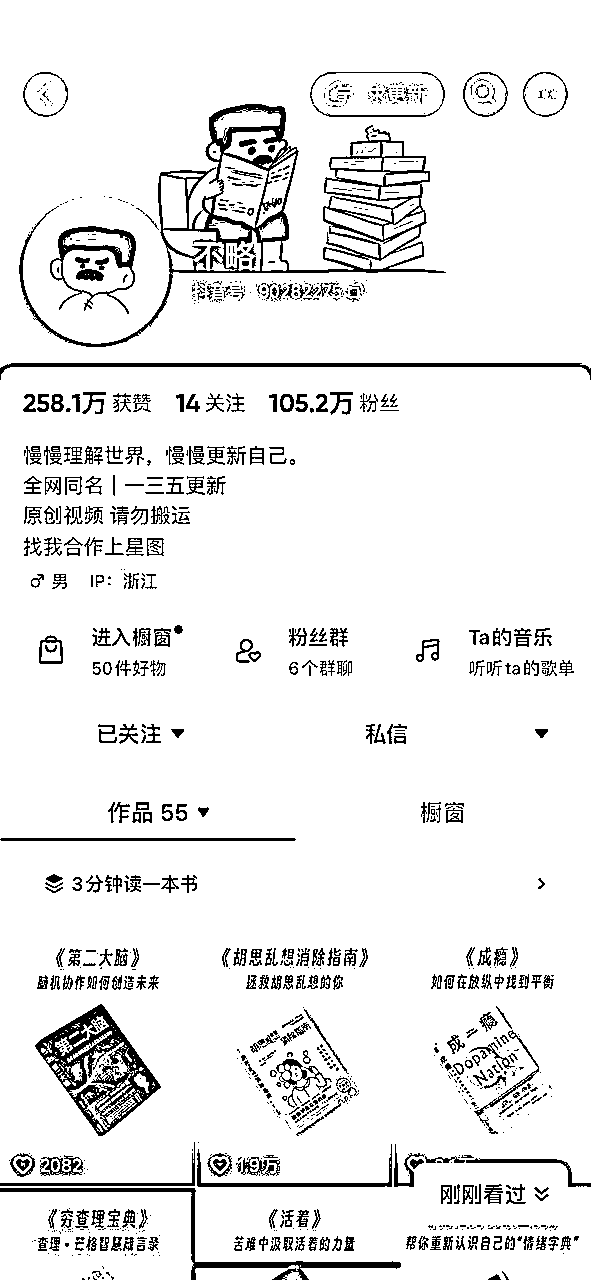 求更新
不略
抖音号：90282275
258.1万 获赞 14 关注 105.2万 粉丝
慢慢理解世界，慢慢更新自己。
全网同名 | 一三五更新
原创视频 请勿搬运
找我合作上星图
♂ 男 IP：浙江
进入橱窗 粉丝群 Ta的音乐
50件好物 6个群聊 听听ta的歌单
已关注 私信
作品 55 橱窗
3分钟读一本书
《第二大脑》 《胡思乱想消除指南》 《成瘾》
脑机协作如何创造未来 拯救胡思乱想的你 如何在放纵中找到平衡
第二大脑 胡思乱想消除指南 成瘾
Dopamine
Nation
2082 1.9万
刚刚看过
《穷查理宝典》 《活着》
查理·芒格智慧箴言录 苦难中汲取活着的力量 帮你重新认识自己的“情绪字典”